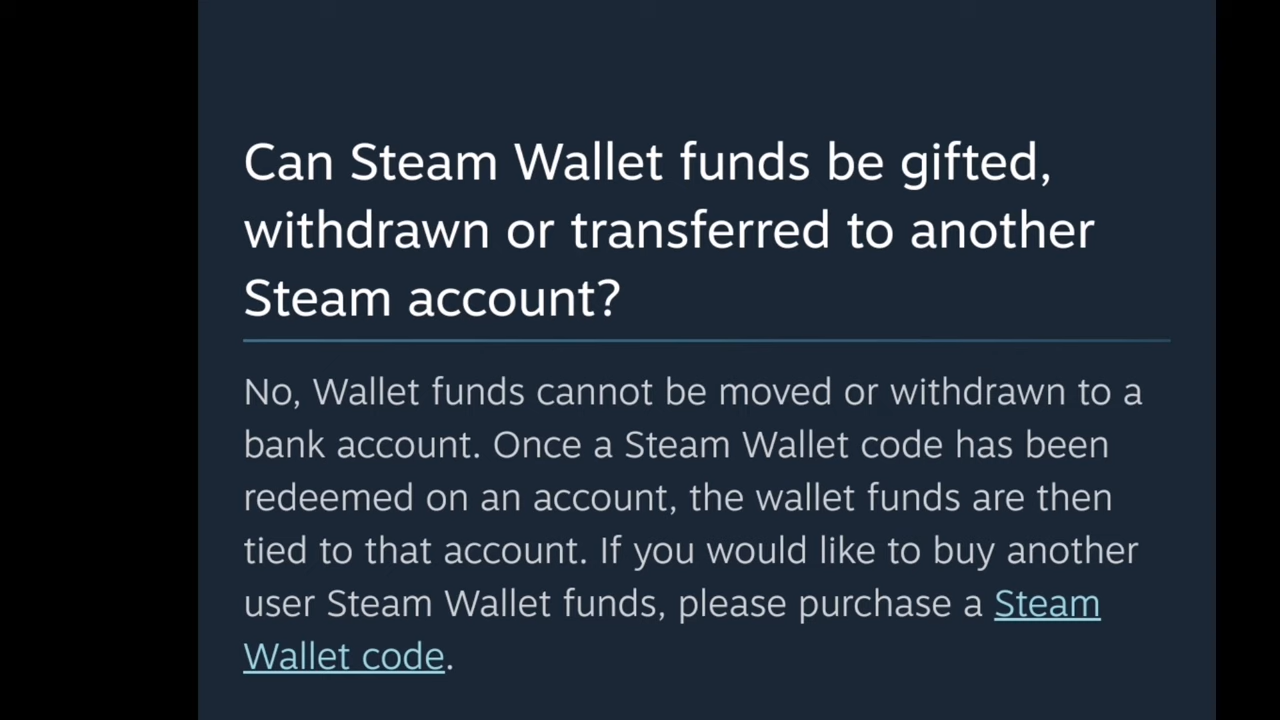 Can Steam Wallet funds be gifted,
withdrawn or transferred to another
Steam account?
No, Wallet funds cannot be moved or withdrawn to a
bank account. Once a Steam Wallet code has been
redeemed on an account, the wallet funds are then
tied to that account. If you would like to buy another
user Steam Wallet funds, please purchase a Steam
Wallet code.